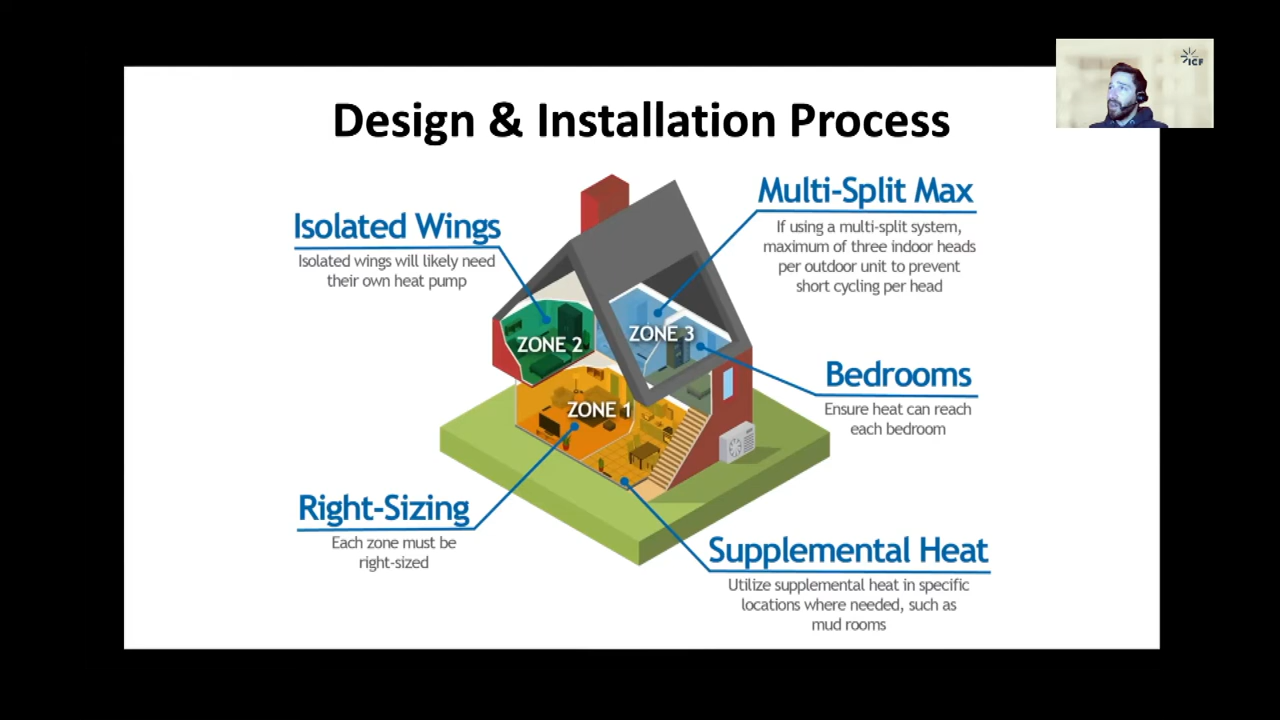 ICF
Design & Installation Process
Isolated Wings
Isolated wings will likely need
their own heat pump
Multi-Split Max
If using a multi-split system,
maximum of three indoor heads
per outdoor unit to prevent
short cycling per head
ZONE 2
ZONE 3
ZONE 1
Bedrooms
Ensure heat can reach
each bedroom
Right-Sizing
Each zone must be
right-sized
Supplemental Heat
Utilize supplemental heat in specific
locations where needed, such as
mud rooms